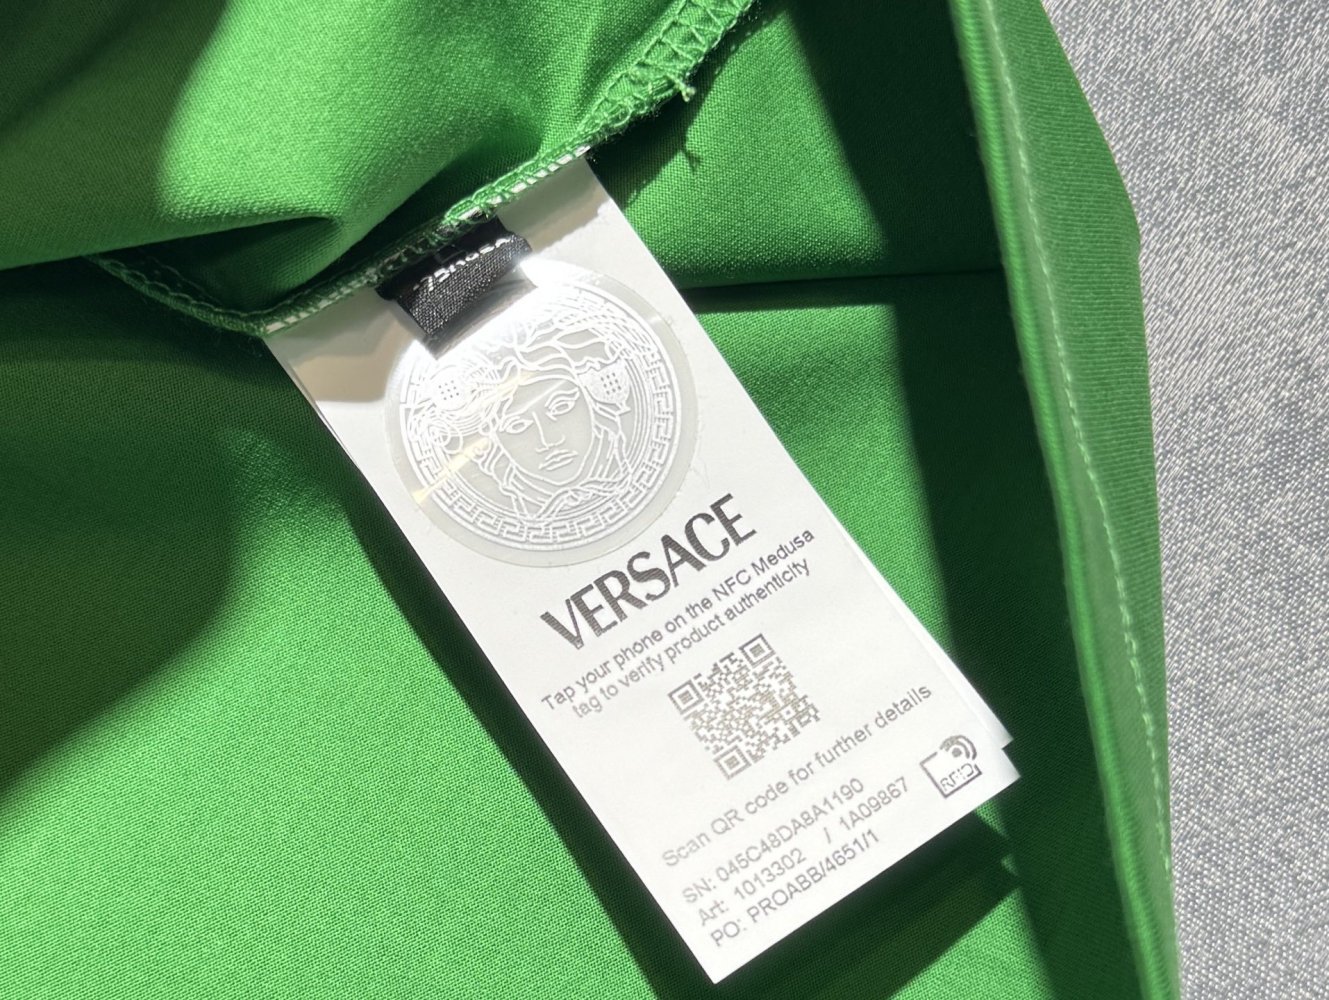 VERSACE
Tap your phone on the NFC Medusa
tag to verify product authenticity
Scan QR code for further details
SN: 045C48DA8A1190
Art: 1013302 / 1A09867
PO: PROABB/4651/1
RFID